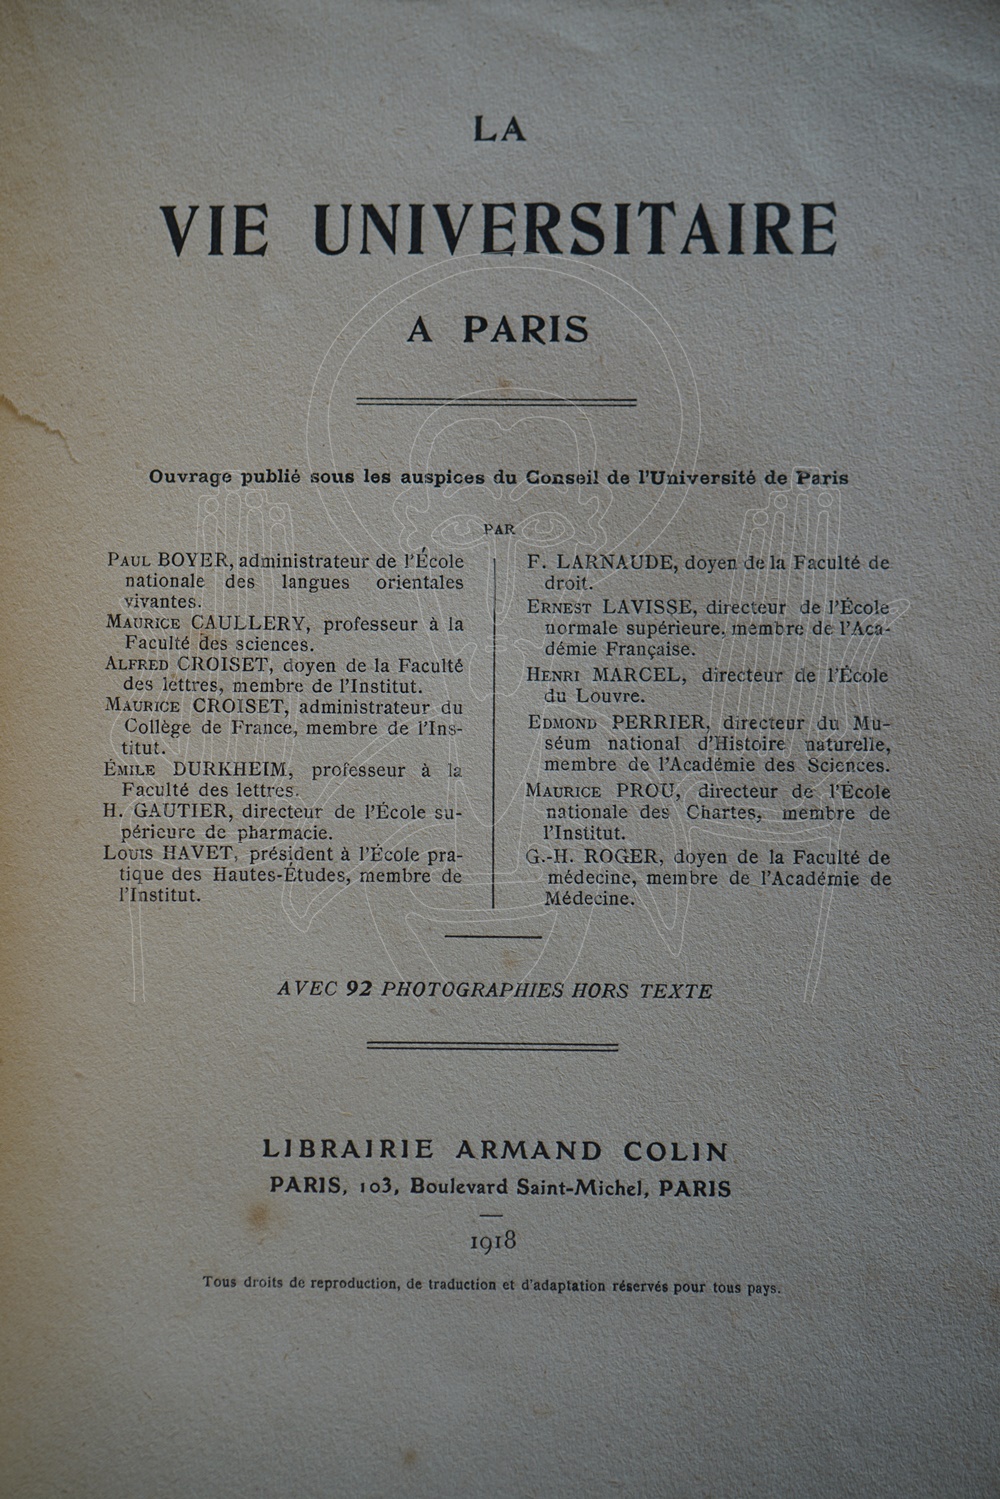 LA
VIE UNIVERSITAIRE
A PARIS
Ouvrage publié sous les auspices du Conseil de l'Université de Paris
PAR
PAUL BOYER, administrateur de l'École
nationale des langues orientales
vivantes.
MAURICE CAULLERY, professeur à la
Faculté des sciences.
ALFRED CROISET, doyen de la Faculté
des lettres, membre de l'Institut.
MAURICE CROISET, administrateur du
Collège de France, membre de l'Ins-
titut.
ÉMILE DURKHEIM, professeur à la
Faculté des lettres.
H. GAUTIER, directeur de l'École su-
périeure de pharmacie.
LOUIS HAVET, président à l'École pra-
tique des Hautes-Études, membre de
l'Institut.
F. LARNAUDE, doyen de la Faculté de
droit.
ERNEST LAVISSE, directeur de l'École
normale supérieure, membre de l'Aca-
démie Française.
HENRI MARCEL, directeur de l'École
du Louvre.
EDMOND PERRIER, directeur du Mu-
séum national d'Histoire naturelle,
membre de l'Académie des Sciences.
MAURICE PROU, directeur de l'École
nationale des Chartes, membre de
l'Institut.
G.-H. ROGER, doyen de la Faculté de
médecine, membre de l'Académie de
Médecine.
AVEC 92 PHOTOGRAPHIES HORS TEXTE
LIBRAIRIE ARMAND COLIN
PARIS, 103, Boulevard Saint-Michel, PARIS
1918
Tous droits de reproduction, de traduction et d'adaptation réservés pour tous pays.